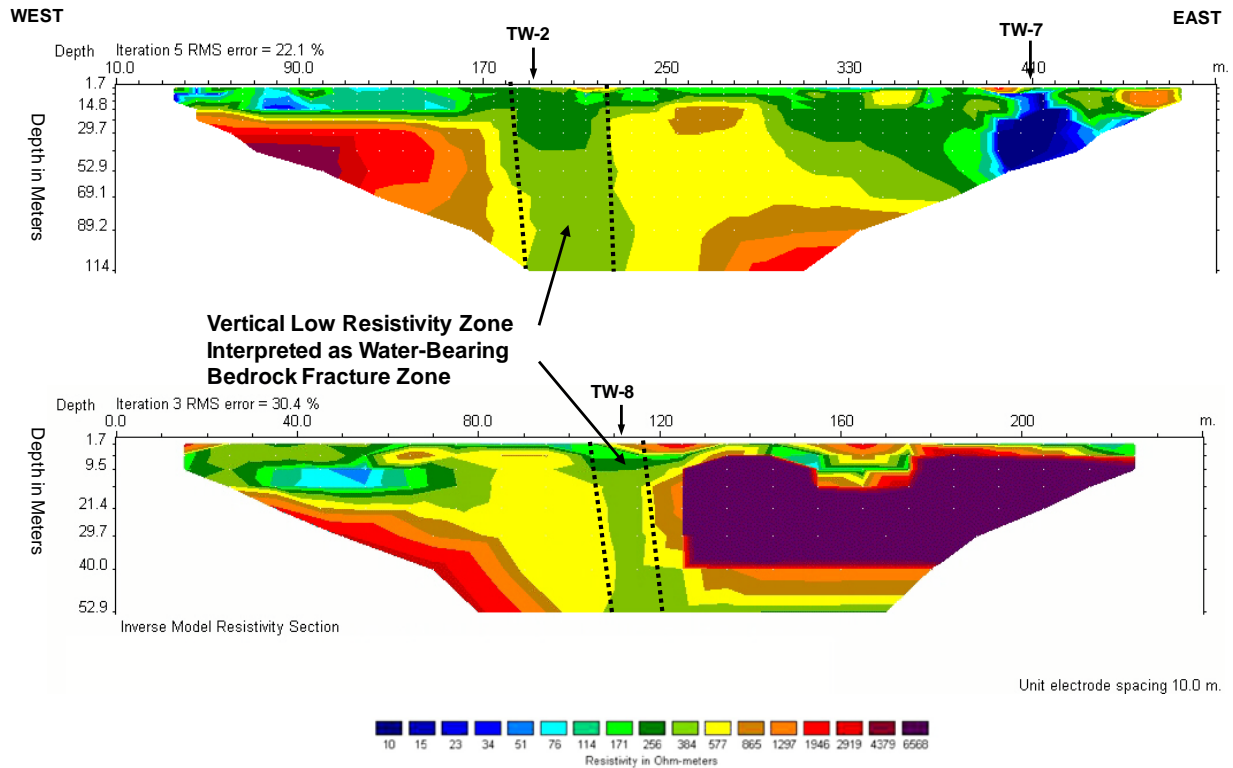 WEST
EAST
TW-2
TW-7
Depth Iteration 5 RMS error = 22.1 %
10.0 90.0 170 250 330 410 m.
1.7
14.8
29.7
52.9
69.1
89.2
114
Depth in Meters
Vertical Low Resistivity Zone
Interpreted as Water-Bearing
Bedrock Fracture Zone
TW-8
Depth Iteration 3 RMS error = 30.4 %
0.0 40.0 80.0 120 160 200 m.
1.7
9.5
21.4
29.7
40.0
52.9
Depth in Meters
Inverse Model Resistivity Section
Unit electrode spacing 10.0 m.
10 15 23 34 51 76 114 171 256 384 577 865 1297 1946 2919 4379 6568
Resistivity in Ohm-meters